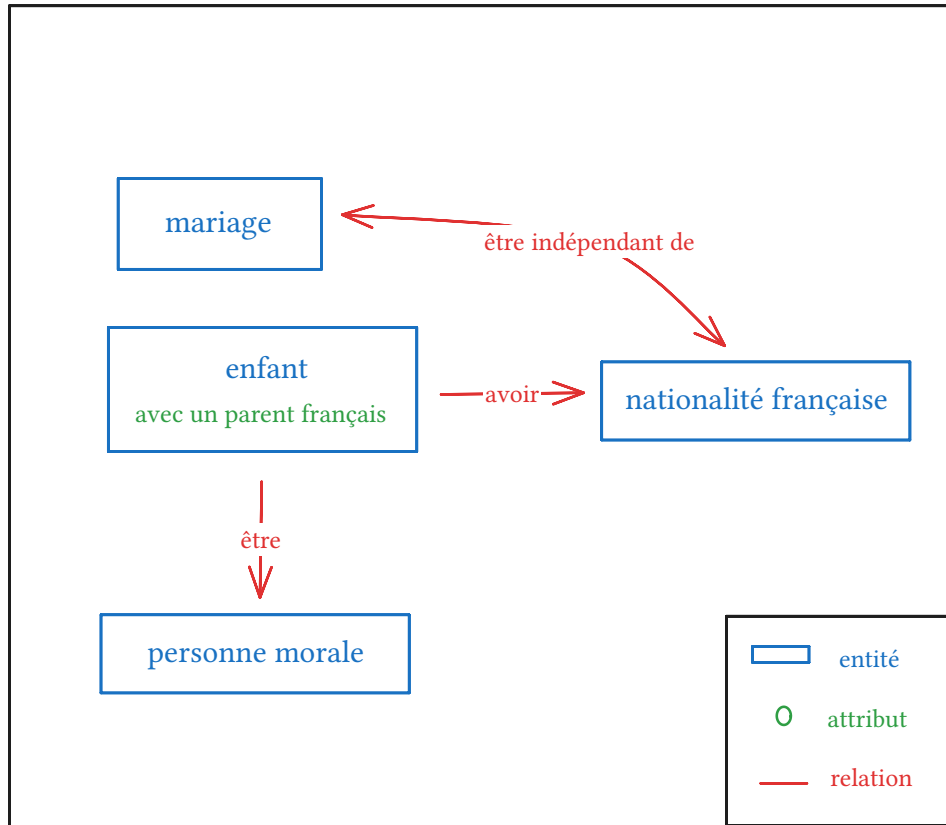 mariage
être indépendant de
enfant
avec un parent français
avoir
nationalité française
être
personne morale
entité
attribut
relation